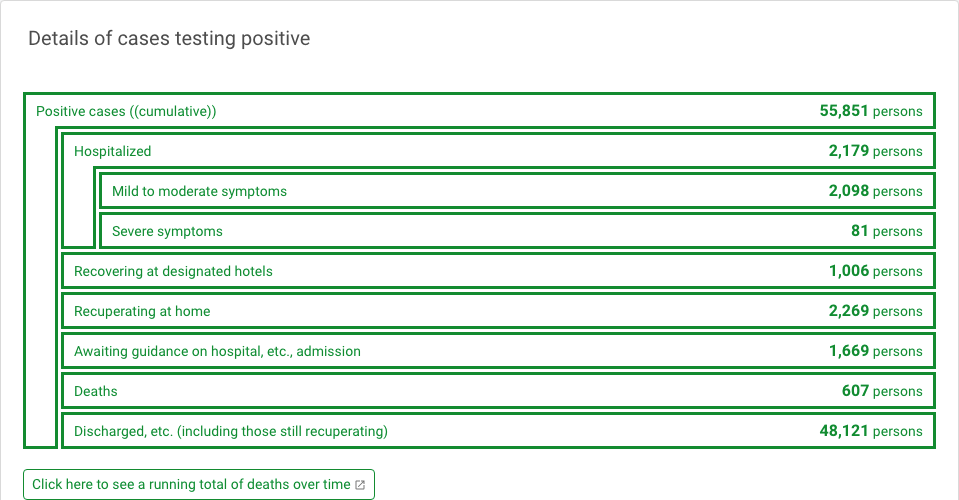 Details of cases testing positive
Positive cases ((cumulative)) 55,851 persons
Hospitalized 2,179 persons
Mild to moderate symptoms 2,098 persons
Severe symptoms 81 persons
Recovering at designated hotels 1,006 persons
Recuperating at home 2,269 persons
Awaiting guidance on hospital, etc., admission 1,669 persons
Deaths 607 persons
Discharged, etc. (including those still recuperating) 48,121 persons
Click here to see a running total of deaths over time